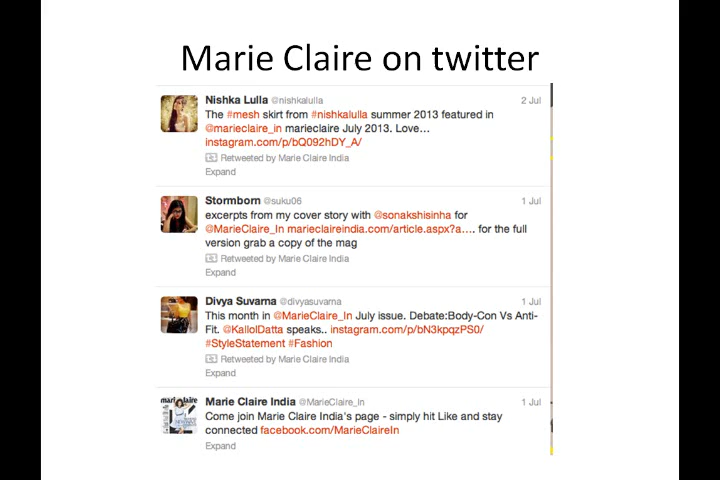 Marie Claire on twitter
Nishka Lulla @nishkalulla 2 Jul
The #mesh skirt from #nishkalulla summer 2013 featured in
@marieclaire_in marieclaire July 2013. Love...
instagram.com/p/bQ092hDY_A/
Retweeted by Marie Claire India
Expand
Stormborn @suku06 1 Jul
excerpts from my cover story with @sonakshisinha for
@MarieClaire_In marieclaireindia.com/article.aspx?a.... for the full
version grab a copy of the mag
Retweeted by Marie Claire India
Expand
Divya Suvarna @divyasuvarna 1 Jul
This month in @MarieClaire_In July issue. Debate:Body-Con Vs Anti-
Fit. @KallolDatta speaks.. instagram.com/p/bN3kpqzPS0/
#StyleStatement #Fashion
Retweeted by Marie Claire India
Expand
marie claire
Marie Claire India @MarieClaire_In 1 Jul
Come join Marie Claire India's page - simply hit Like and stay
connected facebook.com/MarieClaireIn
Expand